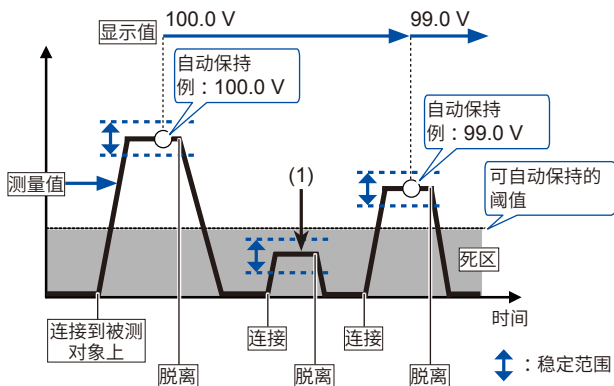 显示值
100.0 V
99.0 V
自动保持
例：100.0 V
自动保持
例：99.0 V
测量值
(1)
可自动保持的
阈值
死区
连接到被测
对象上
脱离
连接
脱离
连接
脱离
时间
：稳定范围